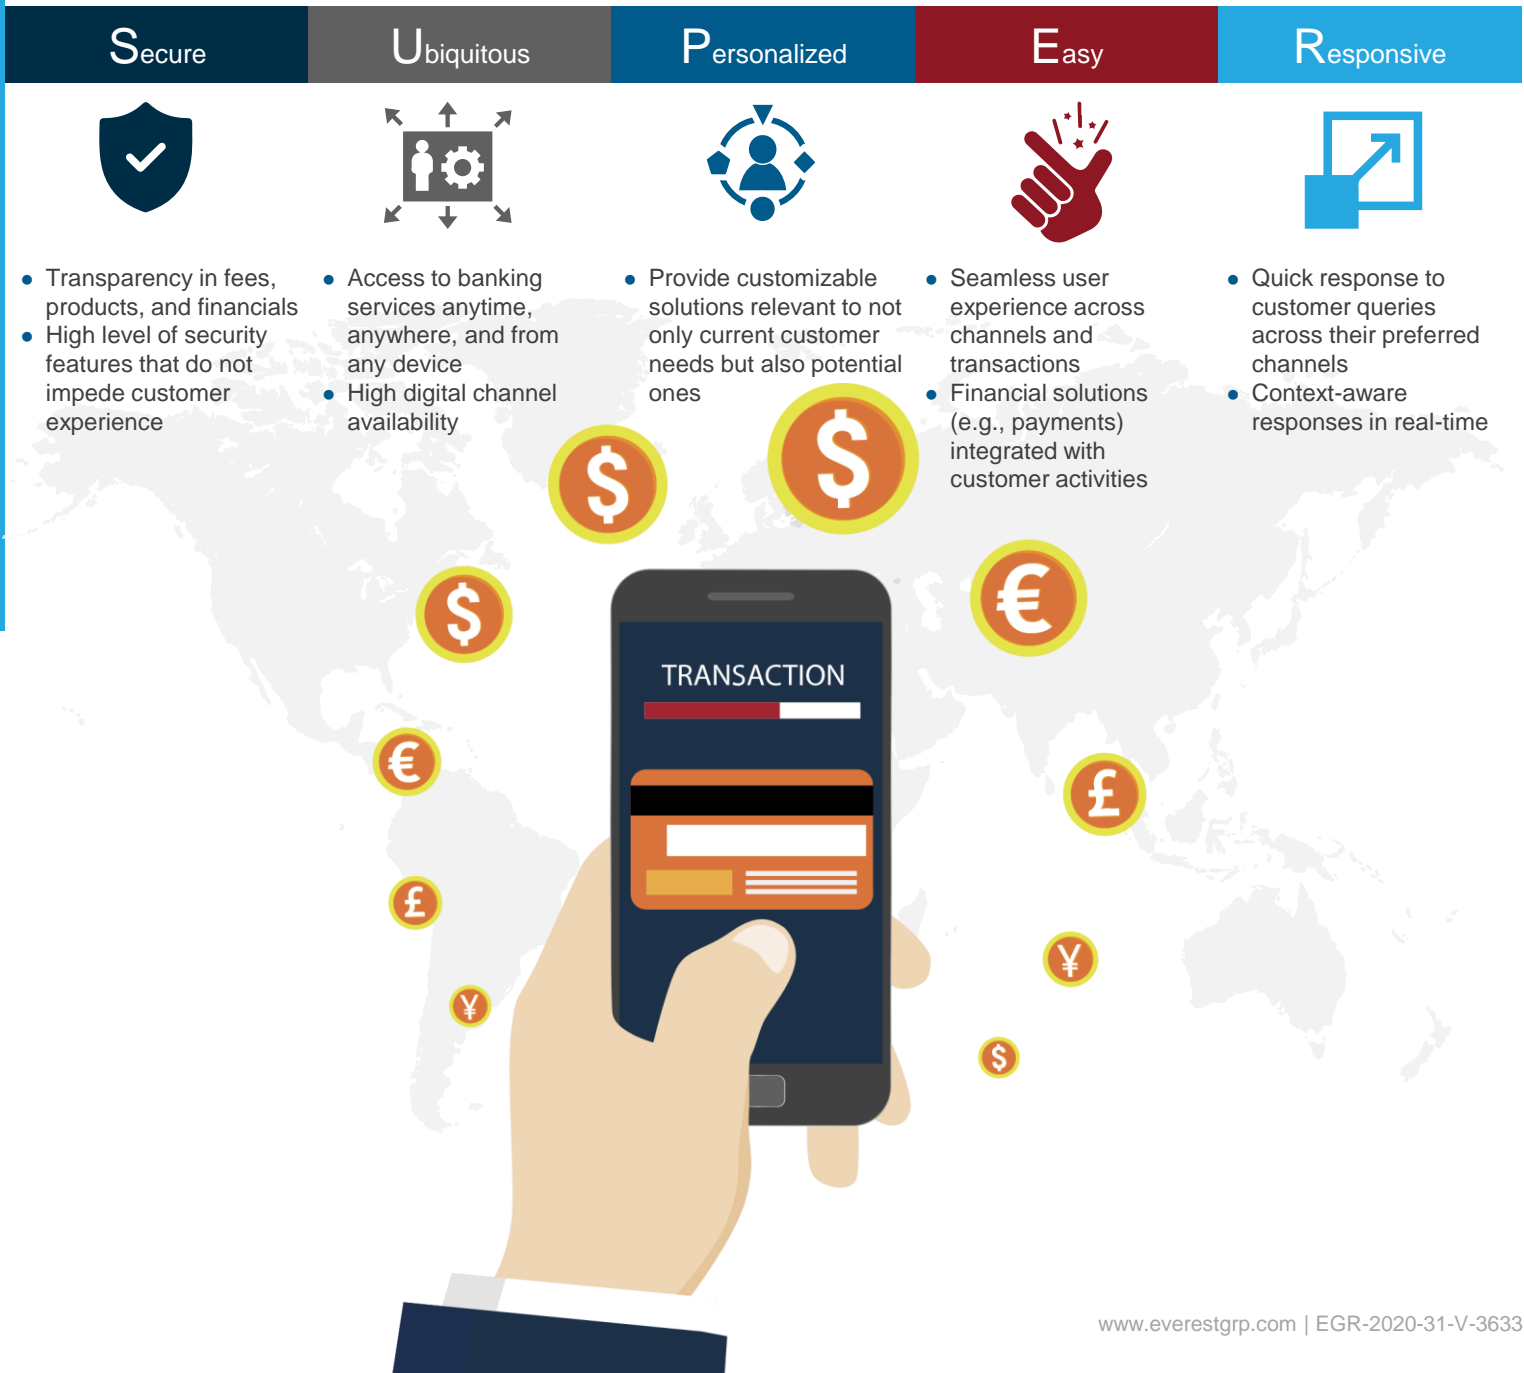 Secure
Ubiquitous
Personalized
Easy
Responsive
● Transparency in fees,
products, and financials
● High level of security
features that do not
impede customer
experience
● Access to banking
services anytime,
anywhere, and from
any device
● High digital channel
availability
● Provide customizable
solutions relevant to not
only current customer
needs but also potential
ones
● Seamless user
experience across
channels and
transactions
● Financial solutions
(e.g., payments)
integrated with
customer activities
● Quick response to
customer queries
across their preferred
channels
● Context-aware
responses in real-time
$
$
$
€
TRANSACTION
€
£
£
¥
¥
$
www.everestgrp.com | EGR-2020-31-V-3633